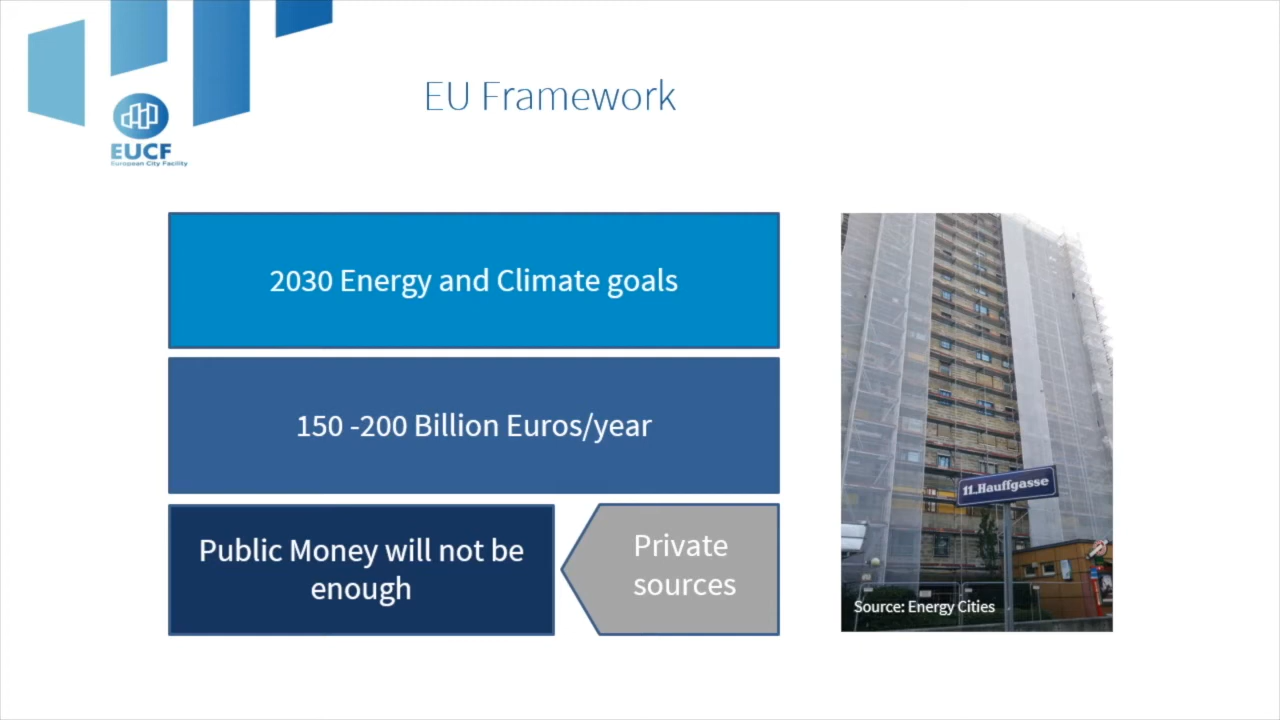 EU Framework
EUCF
European City Facility
2030 Energy and Climate goals
150 -200 Billion Euros/year
Public Money will not be
enough
Private
sources
11.Hauffgasse
Source: Energy Cities